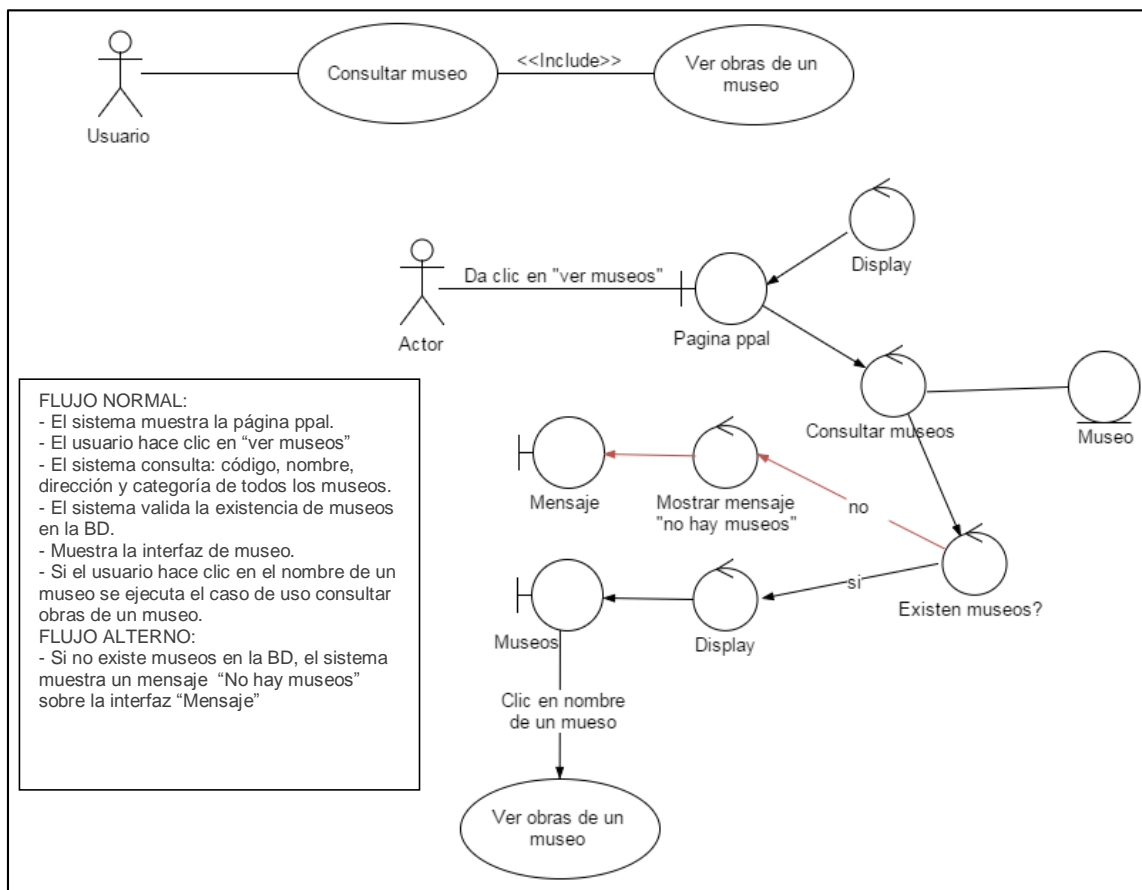 <<Include>>
Consultar museo
Ver obras de un
museo
Usuario
Display
Da clic en "ver museos"
Actor
Pagina ppal
Consultar museos
Museo
FLUJO NORMAL:
- El sistema muestra la página ppal.
- El usuario hace clic en “ver museos”
- El sistema consulta: código, nombre,
dirección y categoría de todos los museos.
- El sistema valida la existencia de museos
en la BD.
- Muestra la interfaz de museo.
- Si el usuario hace clic en el nombre de un
museo se ejecuta el caso de uso consultar
obras de un museo.
FLUJO ALTERNO:
- Si no existe museos en la BD, el sistema
muestra un mensaje “No hay museos”
sobre la interfaz “Mensaje”
Mensaje
Mostrar mensaje
"no hay museos"
no
si
Existen museos?
Museos
Display
Clic en nombre
de un mueso
Ver obras de un
museo